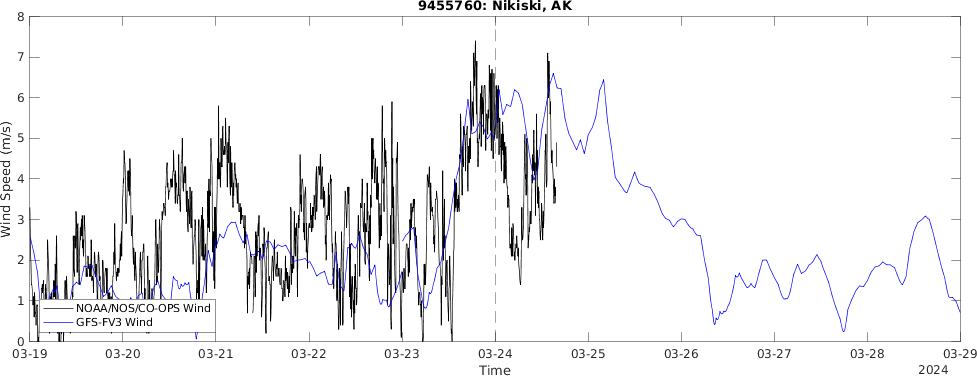 9455760: Nikiski, AK
Wind Speed (m/s)
8
7
6
5
4
3
2
1
0
NOAA/NOS/CO-OPS Wind
GFS-FV3 Wind
03-19 03-20 03-21 03-22 03-23 03-24 03-25 03-26 03-27 03-28 03-29
Time
2024